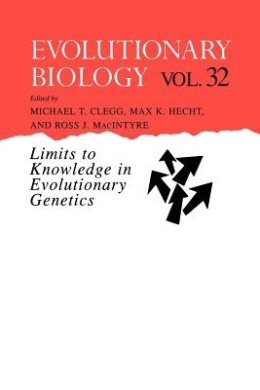 EVOLUTIONARY
BIOLOGY VOL. 32
Edited by
MICHAEL T. CLEGG, MAX K. HECHT,
AND ROSS J. MACINTYRE
Limits to
Knowledge in
Evolutionary
Genetics